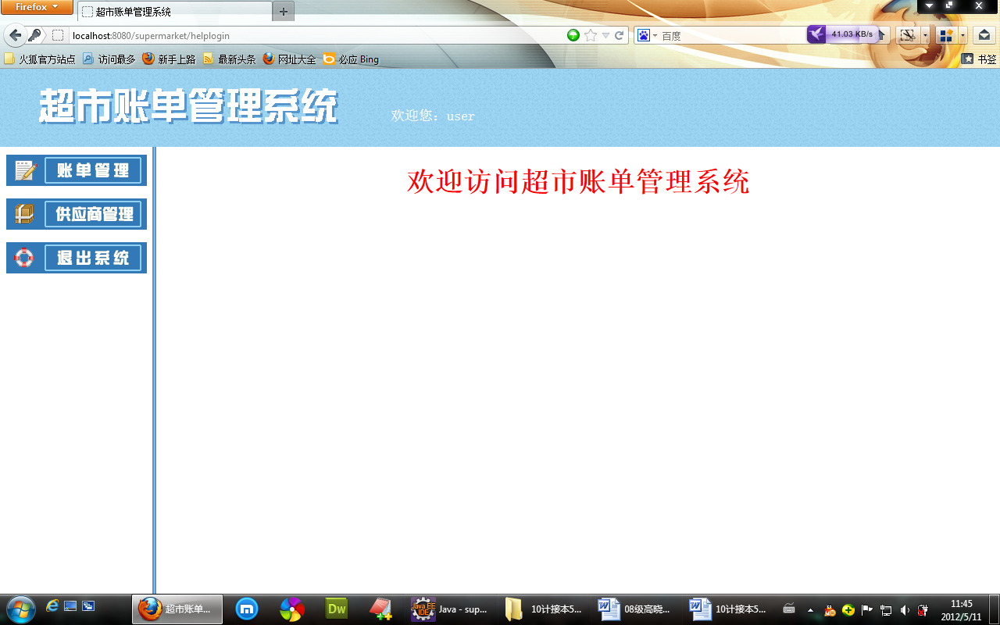 Firefox
超市账单管理系统
localhost:8080/supermarket/helplogin
百度
41.03 KB/s
火狐官方站点 访问最多 新手上路 最新头条 网址大全 必应 Bing
书签
超市账单管理系统
欢迎您：user
账单管理
供应商管理
退出系统
欢迎访问超市账单管理系统
超市账单...
Dw
Java EE IDE
Java - sup...
10计接本5...
08级高晓...
10计接本5...
11:45
2012/5/11